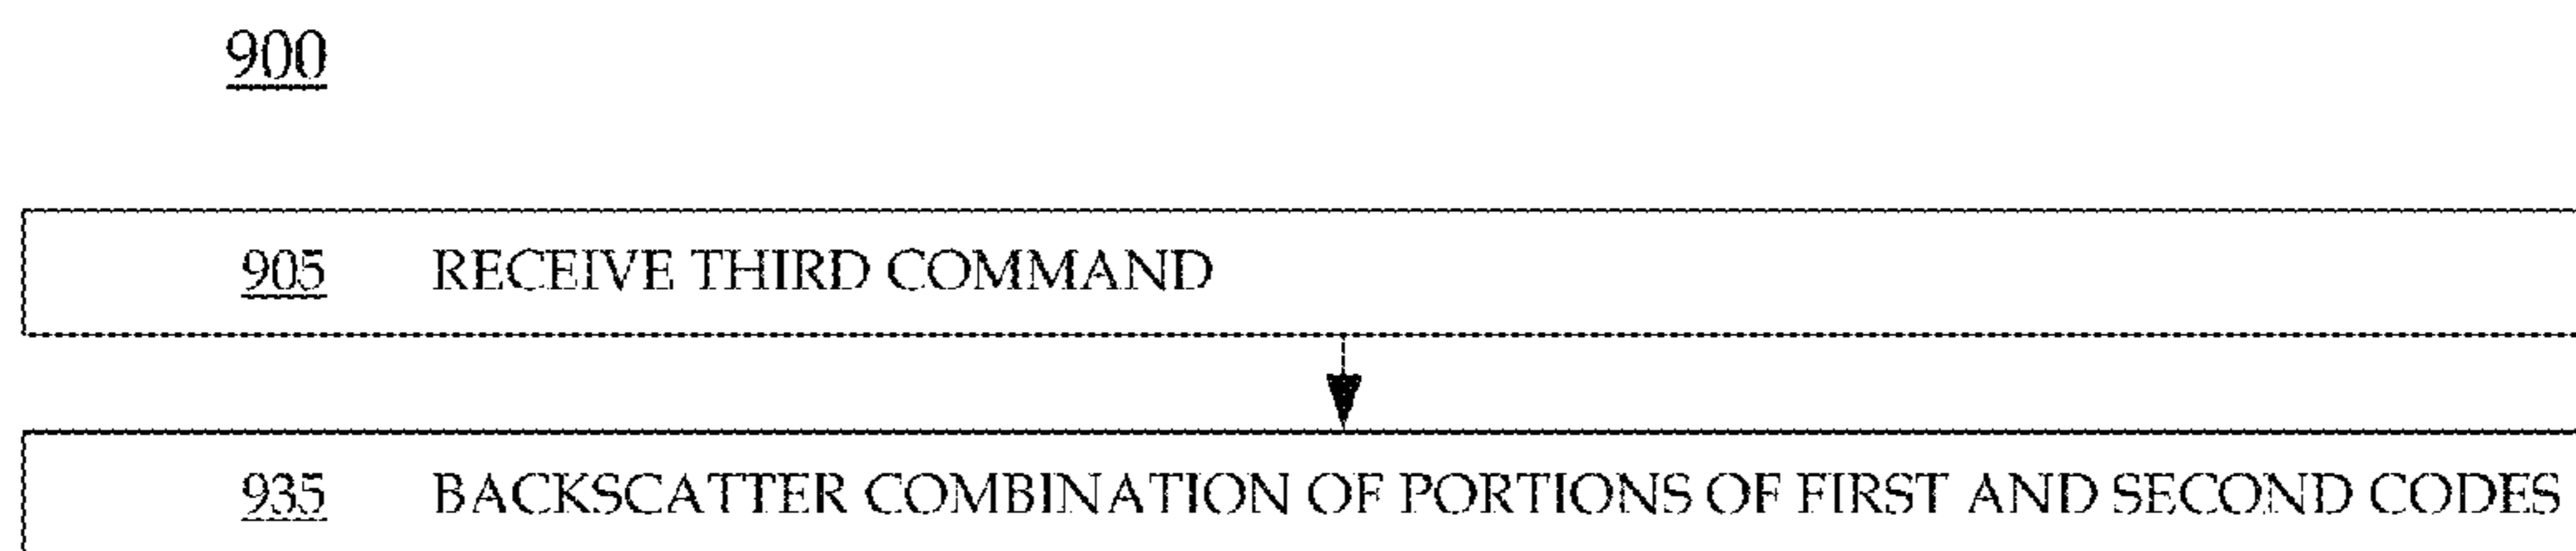 900
905 RECEIVE THIRD COMMAND
935 BACKSCATTER COMBINATION OF PORTIONS OF FIRST AND SECOND CODES